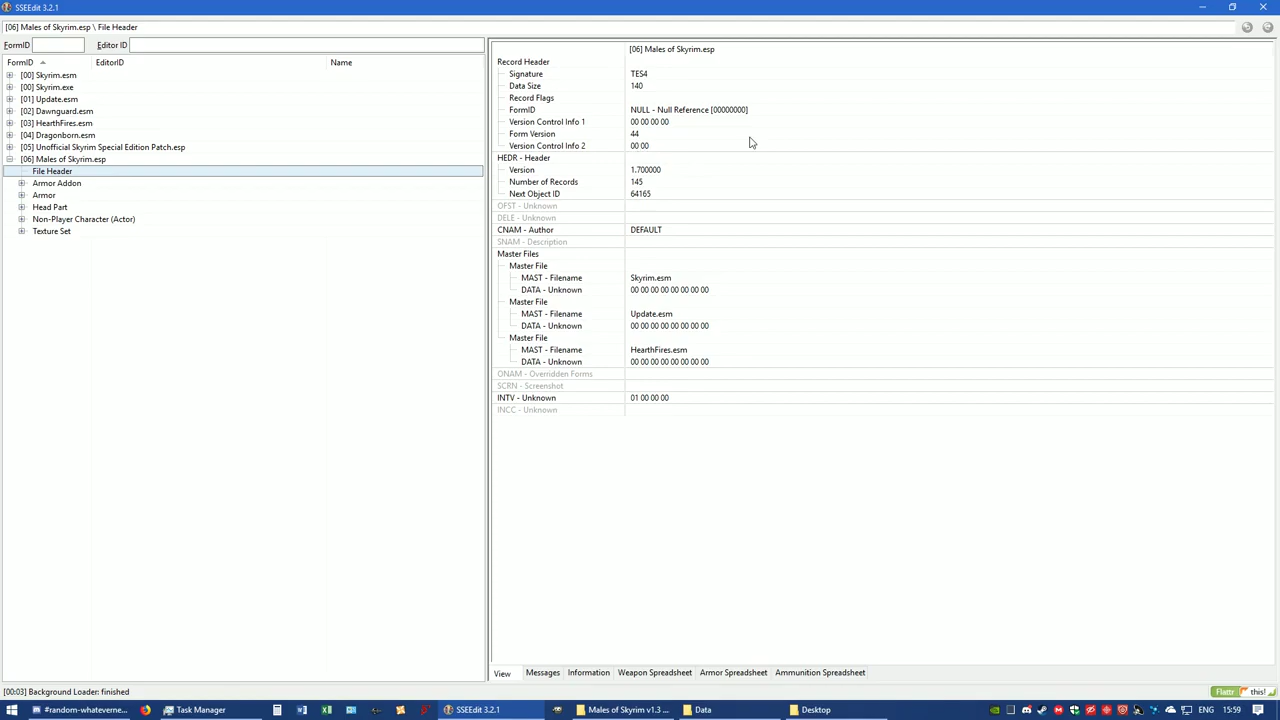 SSEEdit 3.2.1
[06] Males of Skyrim.esp \ File Header
FormID
Editor ID
FormID EditorID Name
[00] Skyrim.esm
[00] Skyrim.exe
[01] Update.esm
[02] Dawnguard.esm
[03] HearthFires.esm
[04] Dragonborn.esm
[05] Unofficial Skyrim Special Edition Patch.esp
[06] Males of Skyrim.esp
File Header
Armor Addon
Armor
Head Part
Non-Player Character (Actor)
Texture Set
[06] Males of Skyrim.esp
Record Header
Signature TES4
Data Size 140
Record Flags
FormID NULL - Null Reference [00000000]
Version Control Info 1 00 00 00 00
Form Version 44
Version Control Info 2 00 00
HEDR - Header
Version 1.700000
Number of Records 145
Next Object ID 64165
OFST - Unknown
DELE - Unknown
CNAM - Author DEFAULT
SNAM - Description
Master Files
Master File
MAST - Filename Skyrim.esm
DATA - Unknown 00 00 00 00 00 00 00 00
Master File
MAST - Filename Update.esm
DATA - Unknown 00 00 00 00 00 00 00 00
Master File
MAST - Filename HearthFires.esm
DATA - Unknown 00 00 00 00 00 00 00 00
ONAM - Overridden Forms
SCRN - Screenshot
INTV - Unknown 01 00 00 00
INCC - Unknown
View Messages Information Weapon Spreadsheet Armor Spreadsheet Ammunition Spreadsheet
[00:03] Background Loader: finished
Flattr this!
#random-whateverne... Task Manager SSEEdit 3.2.1 Males of Skyrim v1.3 ... Data Desktop ENG 15:59